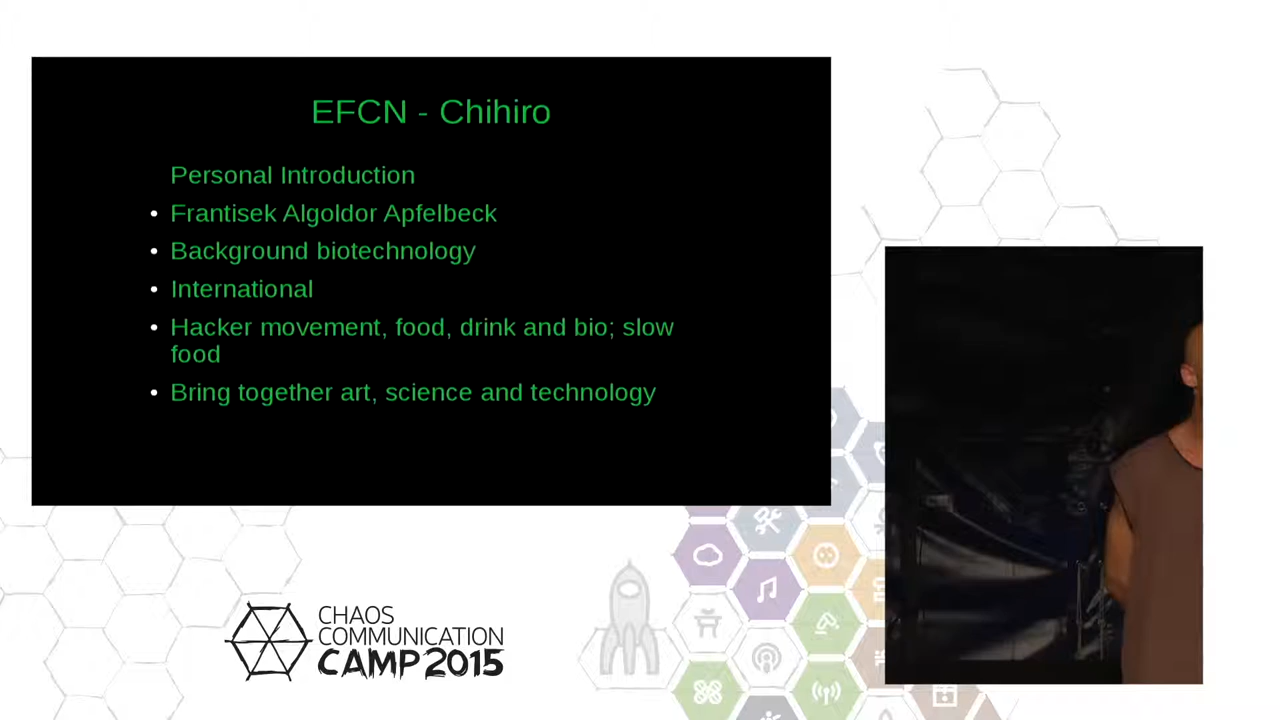 EFCN - Chihiro
Personal Introduction
• Frantisek Algoldor Apfelbeck
• Background biotechnology
• International
• Hacker movement, food, drink and bio; slow
food
• Bring together art, science and technology
CHAOS
COMMUNICATION
CAMP 2015